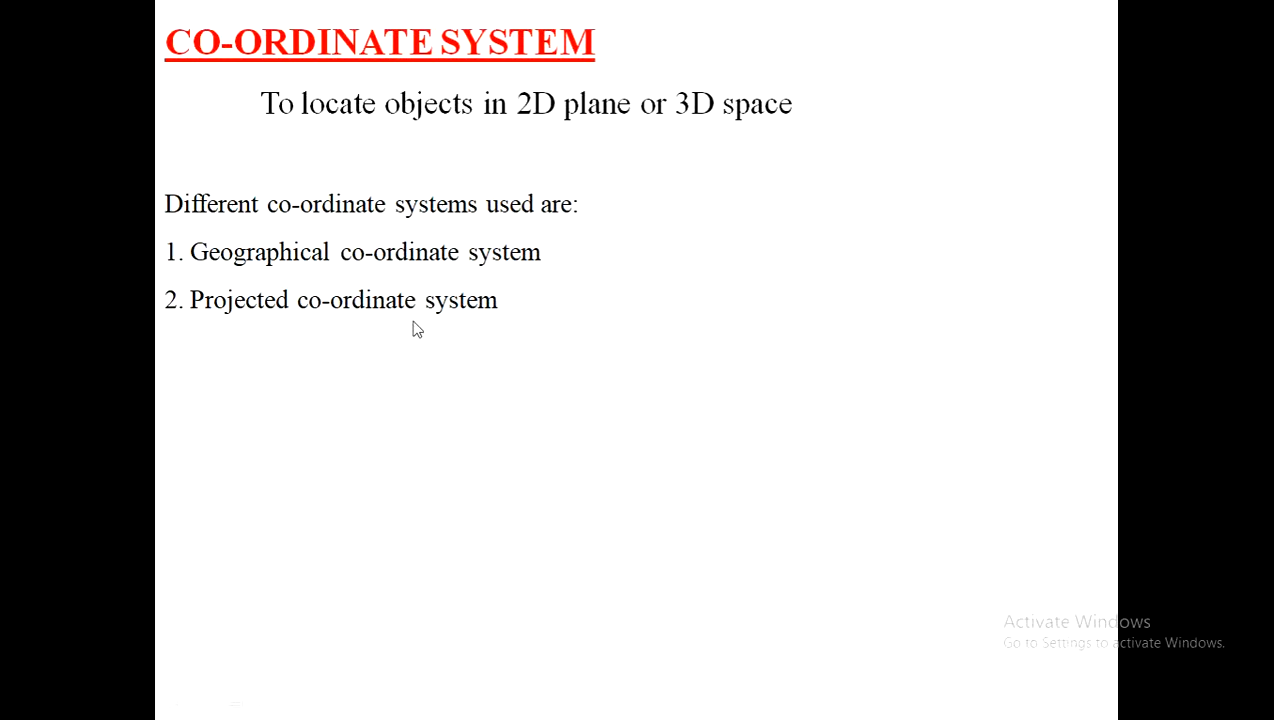 CO-ORDINATE SYSTEM
To locate objects in 2D plane or 3D space
Different co-ordinate systems used are:
1. Geographical co-ordinate system
2. Projected co-ordinate system
Activate Windows
Go to Settings to activate Windows.